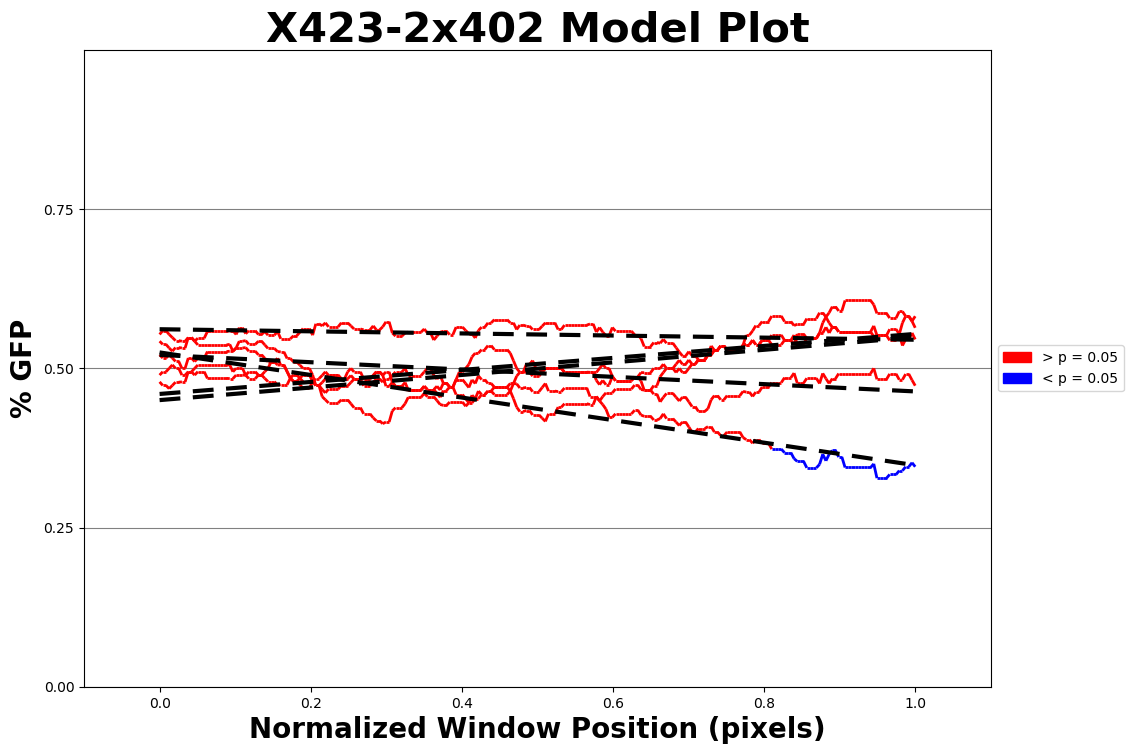 X423-2x402 Model Plot
% GFP
0.75
0.50
0.25
0.00
0.0 0.2 0.4 0.6 0.8 1.0
Normalized Window Position (pixels)
> p = 0.05
< p = 0.05